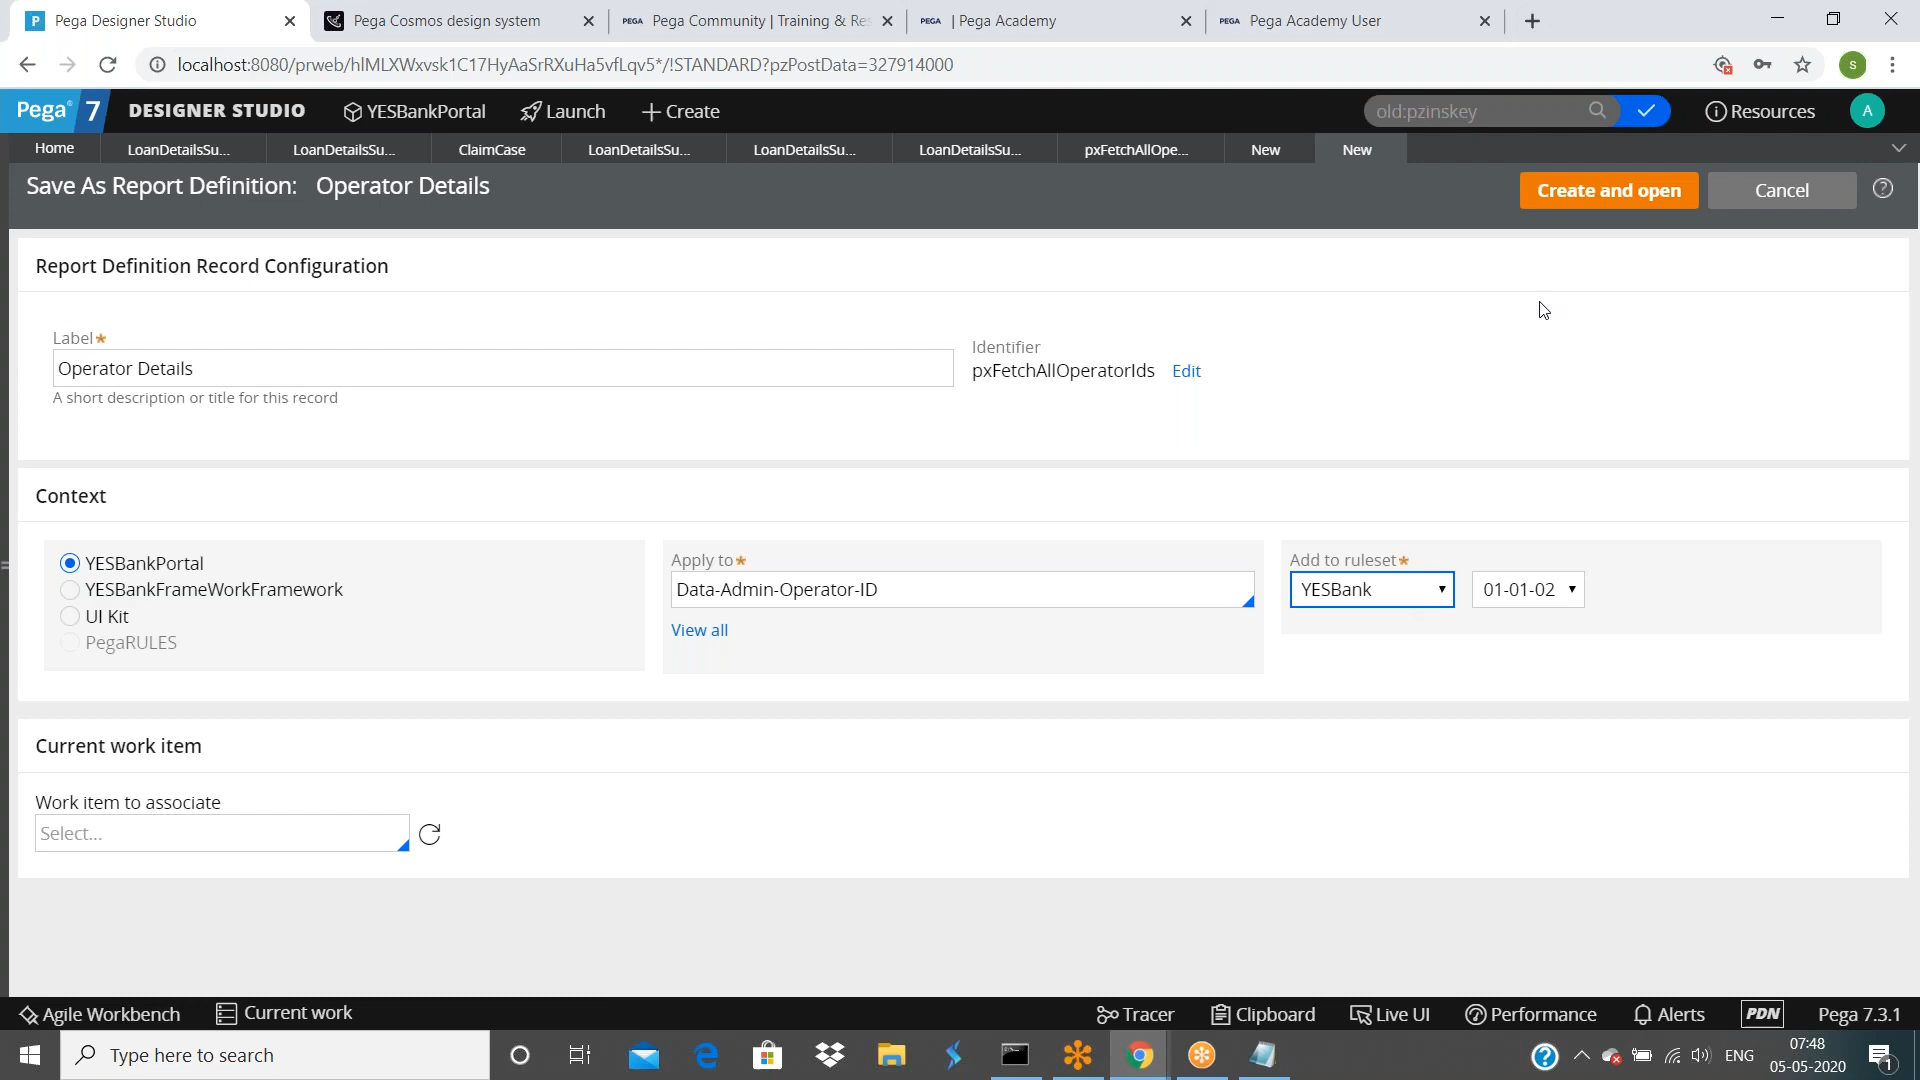 Pega Designer Studio
Pega Cosmos design system
PEGA Pega Community | Training & Res
PEGA | Pega Academy
PEGA Pega Academy User
localhost:8080/prweb/hlMLXWxvsk1C17HyAaSrRXuHa5vfLqv5*/!STANDARD?pzPostData=327914000
s
Pega 7 DESIGNER STUDIO YESBankPortal Launch + Create old:pzinskey Resources A
Home LoanDetailsSu... LoanDetailsSu... ClaimCase LoanDetailsSu... LoanDetailsSu... LoanDetailsSu... pxFetchAllOpe... New New
Save As Report Definition: Operator Details
Create and open Cancel ?
Report Definition Record Configuration
Label*
Operator Details
A short description or title for this record
Identifier
pxFetchAllOperatorIds Edit
Context
YESBankPortal
YESBankFrameWorkFramework
UI Kit
PegaRULES
Apply to*
Data-Admin-Operator-ID
View all
Add to ruleset*
YESBank 01-01-02
Current work item
Work item to associate
Select...
Agile Workbench Current work Tracer Clipboard Live UI Performance Alerts PDN Pega 7.3.1
Type here to search
ENG
07:48
05-05-2020
1